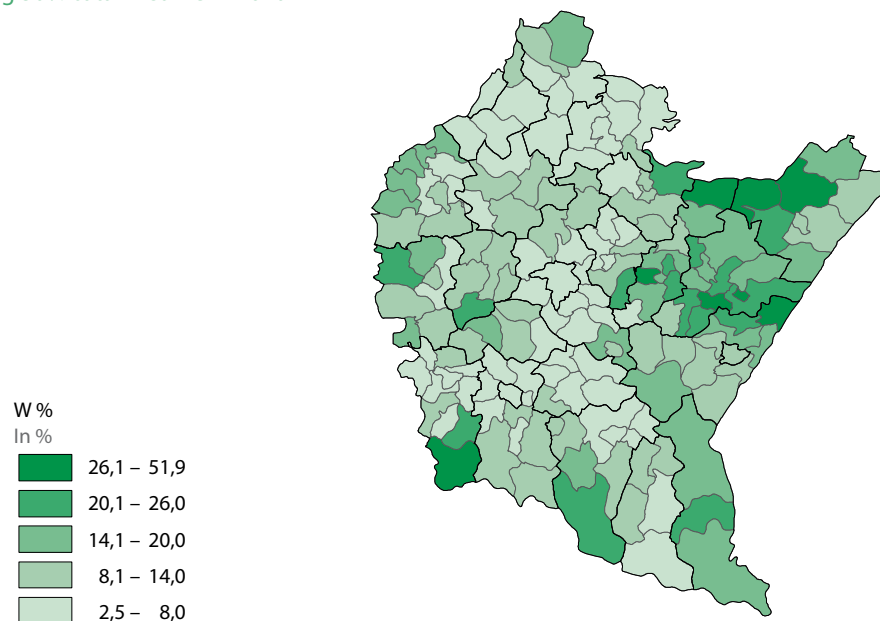 W %
In %
26,1 – 51,9
20,1 – 26,0
14,1 – 20,0
8,1 – 14,0
2,5 – 8,0